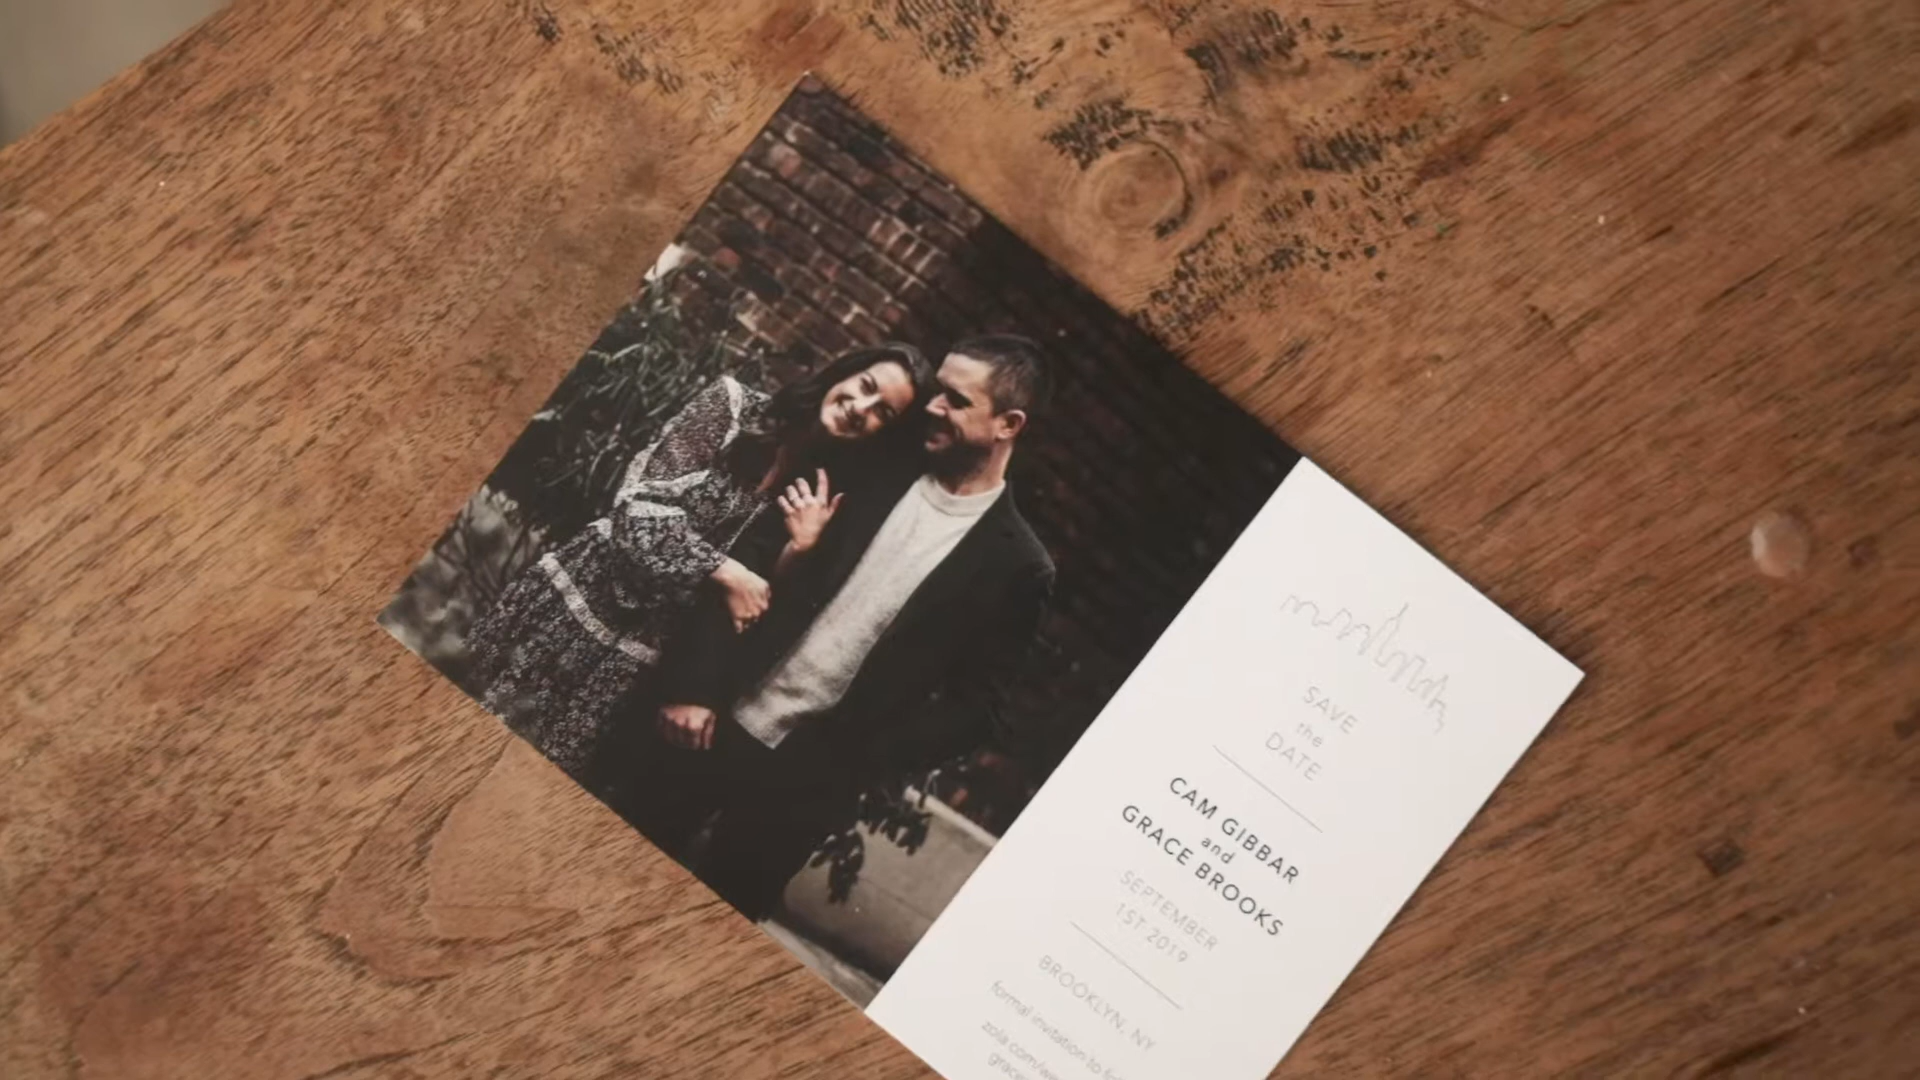 SAVE
the
DATE
CAM GIBBAR
and
GRACE BROOKS
SEPTEMBER
1ST 2019
BROOKLYN, NY
formal invitation to